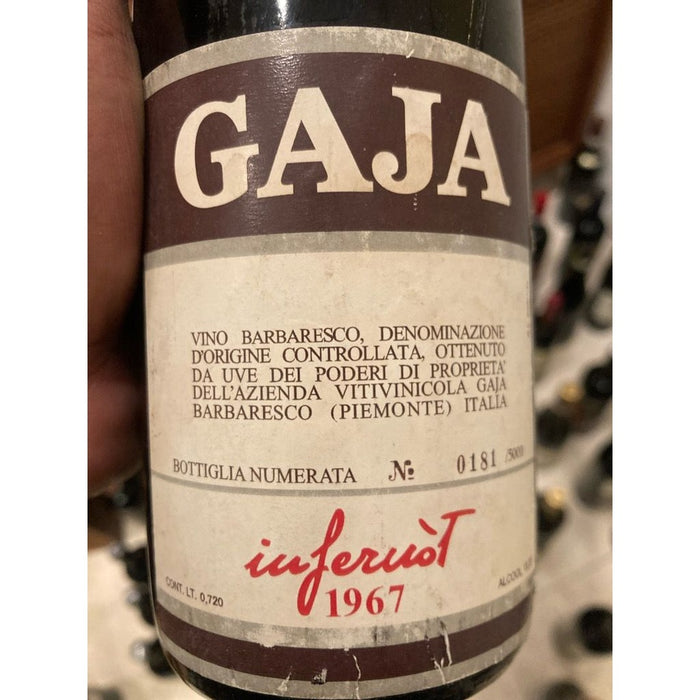 GAJA
VINO BARBARESCO, DENOMINAZIONE
D'ORIGINE CONTROLLATA, OTTENUTO
DA UVE DEI PODERI DI PROPRIETA'
DELL'AZIENDA VITIVINICOLA GAJA
BARBARESCO (PIEMONTE) ITALIA
BOTTIGLIA NUMERATA № 0181 /5000
infernòt
CONT. LT. 0,720 1967 ALCOOL